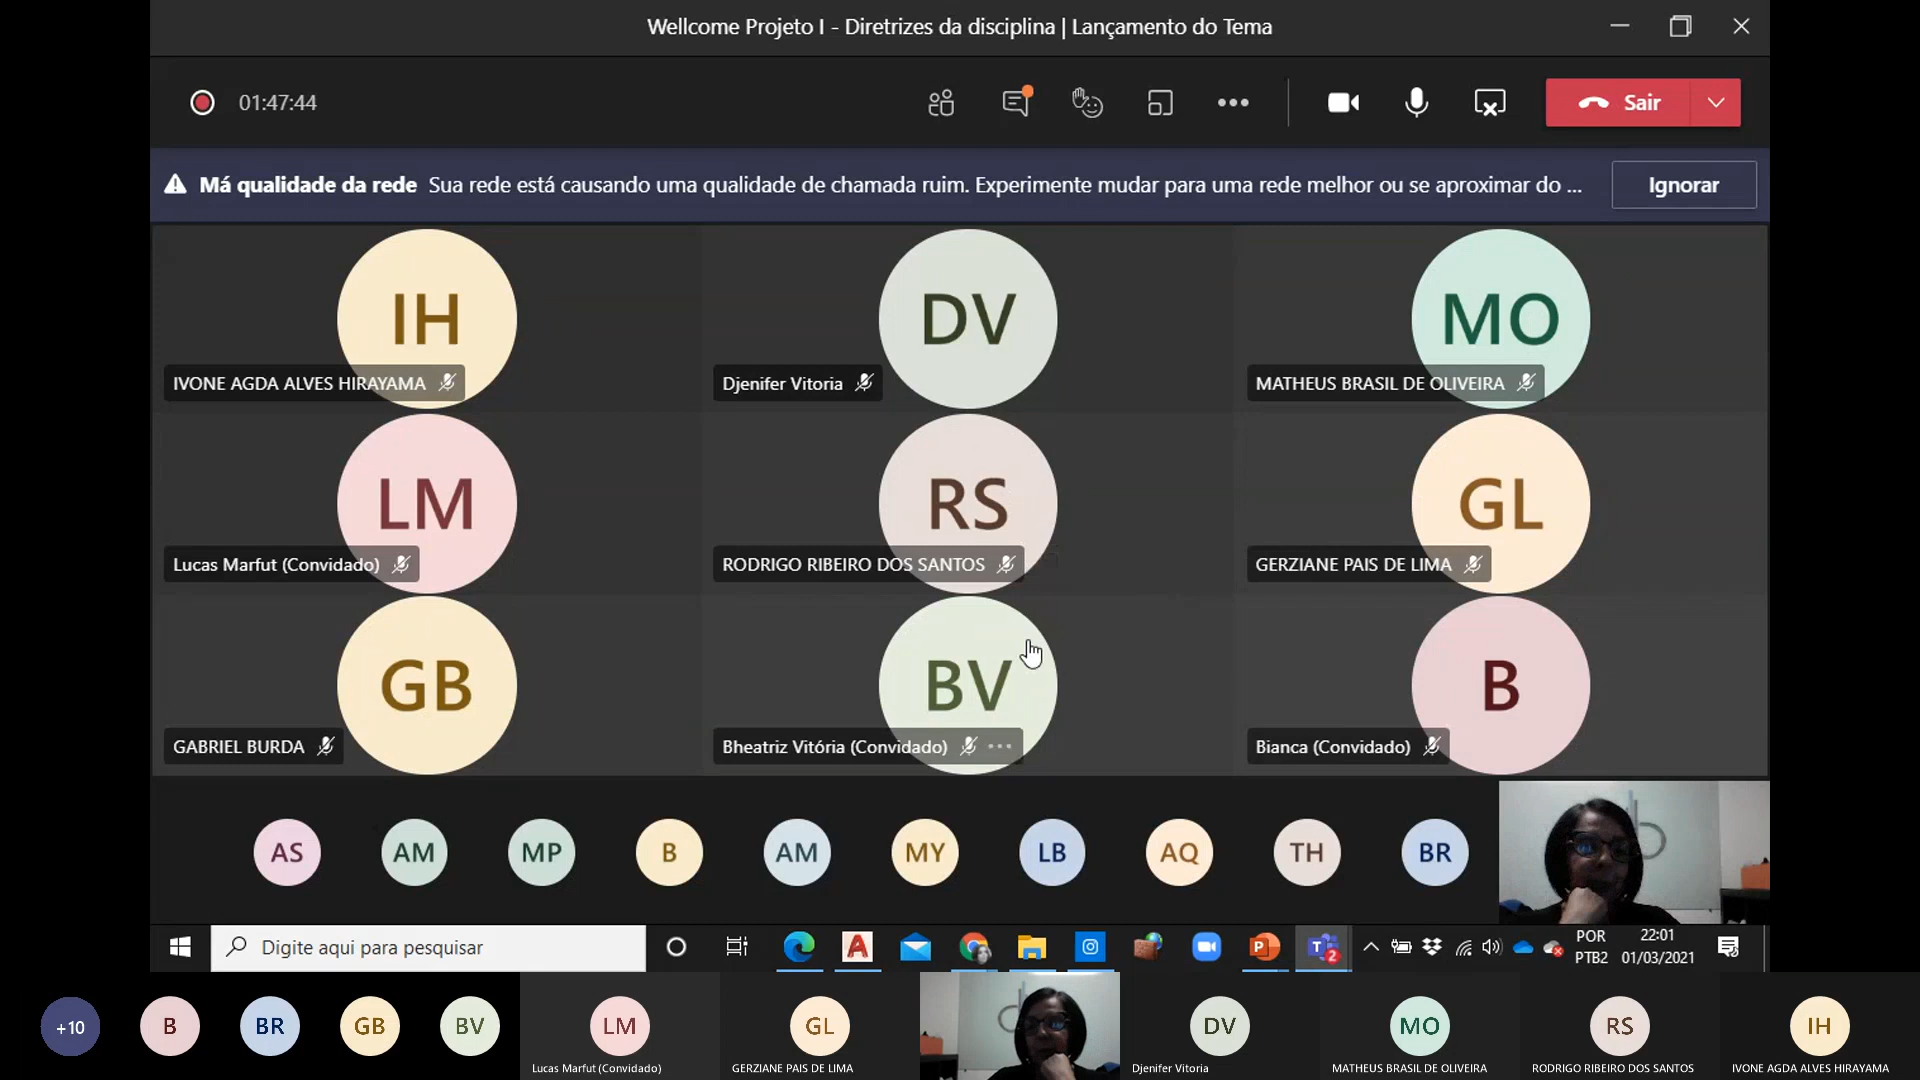 Wellcome Projeto I - Diretrizes da disciplina | Lançamento do Tema
01:47:44
Sair
Má qualidade da rede Sua rede está causando uma qualidade de chamada ruim. Experimente mudar para uma rede melhor ou se aproximar do ...
Ignorar
IH
DV
MO
IVONE AGDA ALVES HIRAYAMA
Djenifer Vitoria
MATHEUS BRASIL DE OLIVEIRA
LM
RS
GL
Lucas Marfut (Convidado)
RODRIGO RIBEIRO DOS SANTOS
GERZIANE PAIS DE LIMA
GB
BV
B
GABRIEL BURDA
Bheatriz Vitória (Convidado)
Bianca (Convidado)
AS
AM
MP
B
AM
MY
LB
AQ
TH
BR
Digite aqui para pesquisar
2
POR
PTB2
22:01
01/03/2021
+10
B
BR
GB
BV
LM
GL
DV
MO
RS
IH
Lucas Marfut (Convidado)
GERZIANE PAIS DE LIMA
Djenifer Vitoria
MATHEUS BRASIL DE OLIVEIRA
RODRIGO RIBEIRO DOS SANTOS
IVONE AGDA ALVES HIRAYAMA